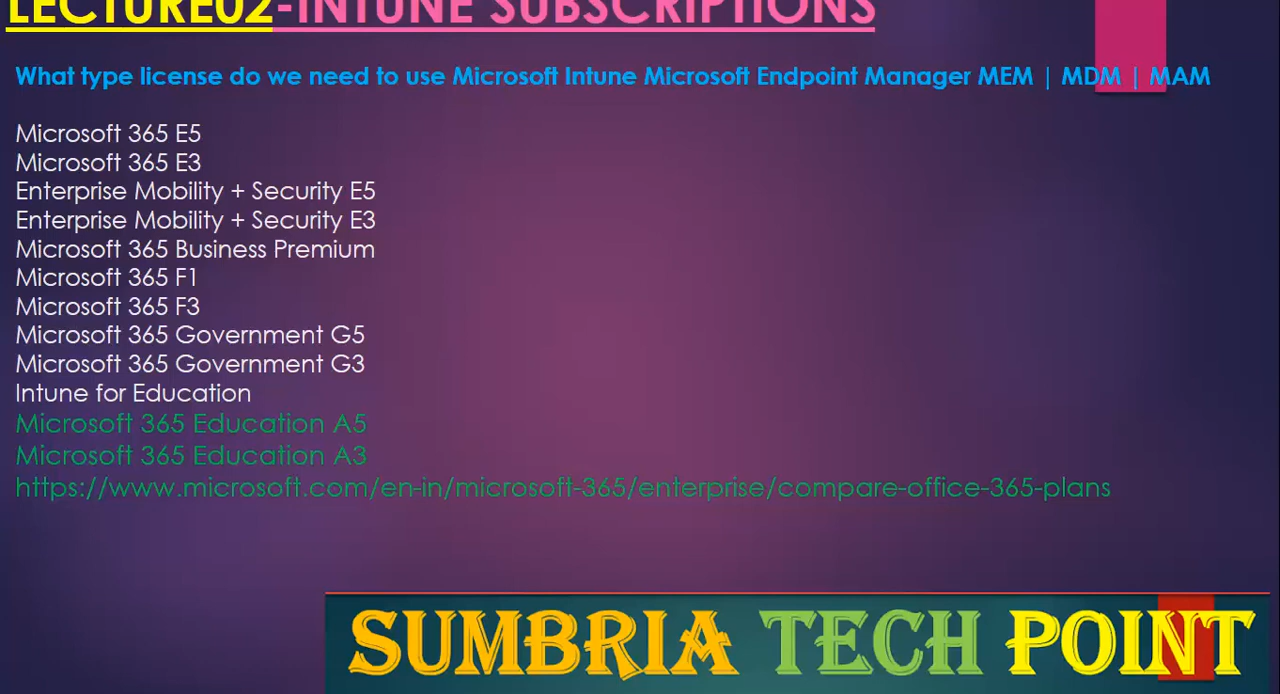 LECTURE02-INTUNE SUBSCRIPTIONS
What type license do we need to use Microsoft Intune Microsoft Endpoint Manager MEM | MDM | MAM
Microsoft 365 E5
Microsoft 365 E3
Enterprise Mobility + Security E5
Enterprise Mobility + Security E3
Microsoft 365 Business Premium
Microsoft 365 F1
Microsoft 365 F3
Microsoft 365 Government G5
Microsoft 365 Government G3
Intune for Education
Microsoft 365 Education A5
Microsoft 365 Education A3
https://www.microsoft.com/en-in/microsoft-365/enterprise/compare-office-365-plans
SUMBRIA TECH POINT